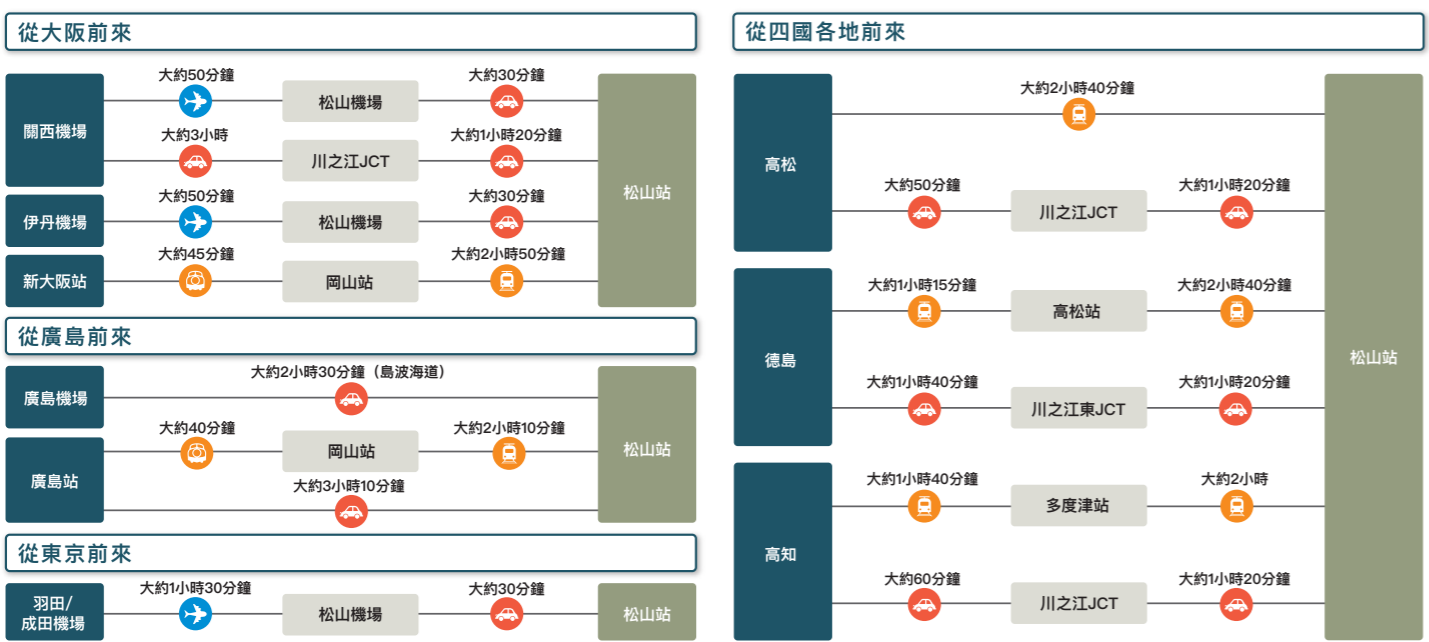 從大阪前來
關西機場
大約50分鐘
松山機場
大約30分鐘
大約3小時
川之江JCT
大約1小時20分鐘
伊丹機場
大約50分鐘
松山機場
大約30分鐘
新大阪站
大約45分鐘
岡山站
大約2小時50分鐘
松山站
從廣島前來
廣島機場
大約2小時30分鐘（島波海道）
廣島站
大約40分鐘
岡山站
大約2小時10分鐘
大約3小時10分鐘
松山站
從東京前來
羽田/
成田機場
大約1小時30分鐘
松山機場
大約30分鐘
松山站
從四國各地前來
高松
大約2小時40分鐘
大約50分鐘
川之江JCT
大約1小時20分鐘
德島
大約1小時15分鐘
高松站
大約2小時40分鐘
大約1小時40分鐘
川之江東JCT
大約1小時20分鐘
高知
大約1小時40分鐘
多度津站
大約2小時
大約60分鐘
川之江JCT
大約1小時20分鐘
松山站